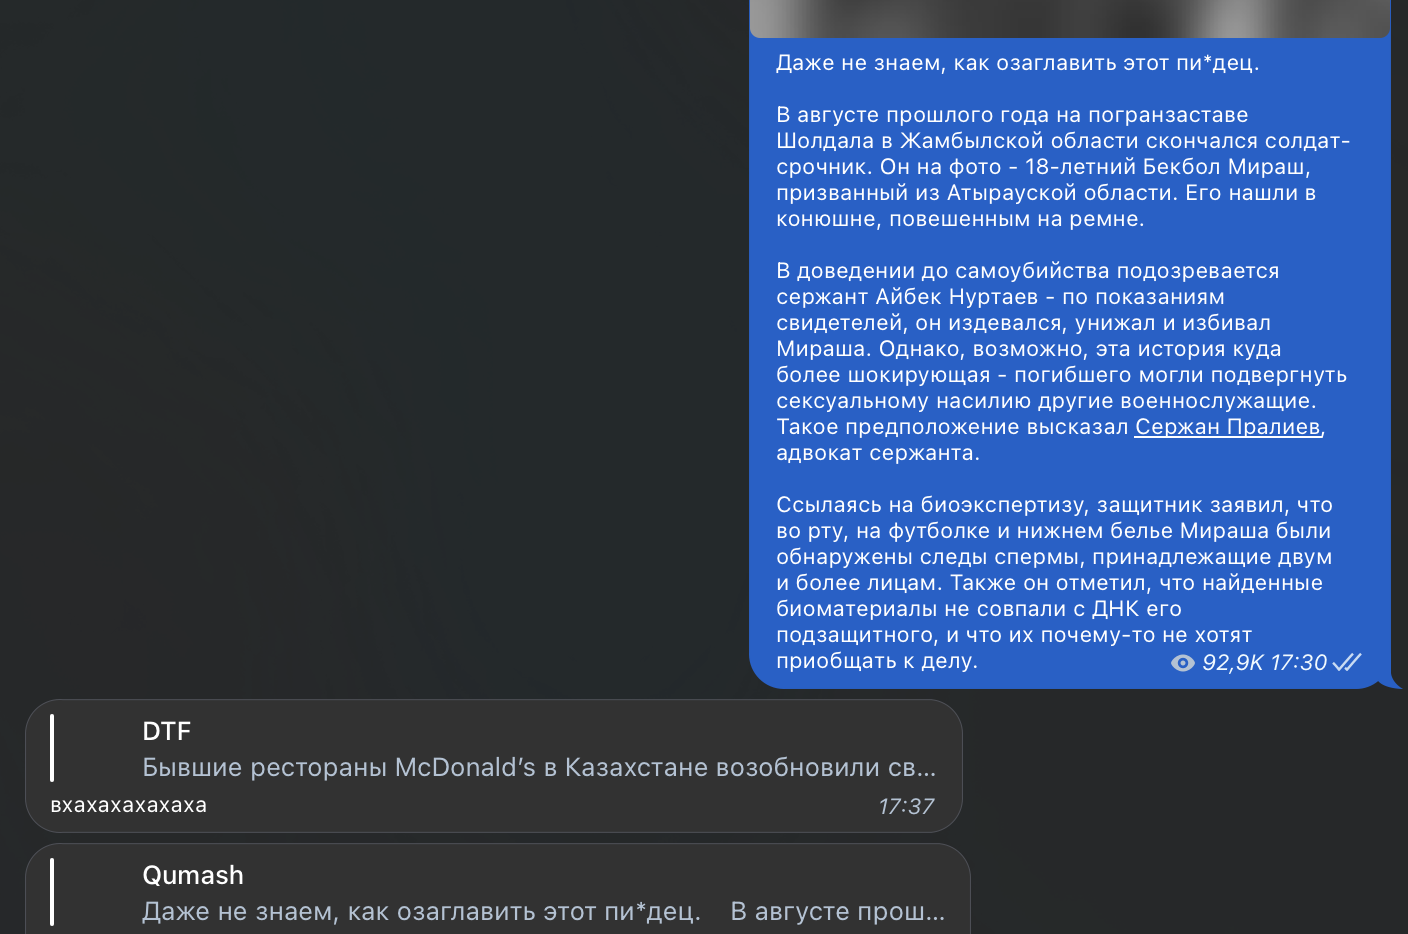 Даже не знаем, как озаглавить этот пи*дец.
В августе прошлого года на погранзаставе
Шолдала в Жамбылской области скончался солдат-
срочник. Он на фото - 18-летний Бекбол Мираш,
призванный из Атырауской области. Его нашли в
конюшне, повешенным на ремне.
В доведении до самоубийства подозревается
сержант Айбек Нуртаев - по показаниям
свидетелей, он издевался, унижал и избивал
Мираша. Однако, возможно, эта история куда
более шокирующая - погибшего могли подвергнуть
сексуальному насилию другие военнослужащие.
Такое предположение высказал Сержан Пралиев,
адвокат сержанта.
Ссылаясь на биоэкспертизу, защитник заявил, что
во рту, на футболке и нижнем белье Мираша были
обнаружены следы спермы, принадлежащие двум
и более лицам. Также он отметил, что найденные
биоматериалы не совпали с ДНК его
подзащитного, и что их почему-то не хотят
приобщать к делу.
92,9K 17:30
DTF
Бывшие рестораны McDonald’s в Казахстане возобновили св...
вхахахахахаха
17:37
Qumash
Даже не знаем, как озаглавить этот пи*дец. В августе прош...